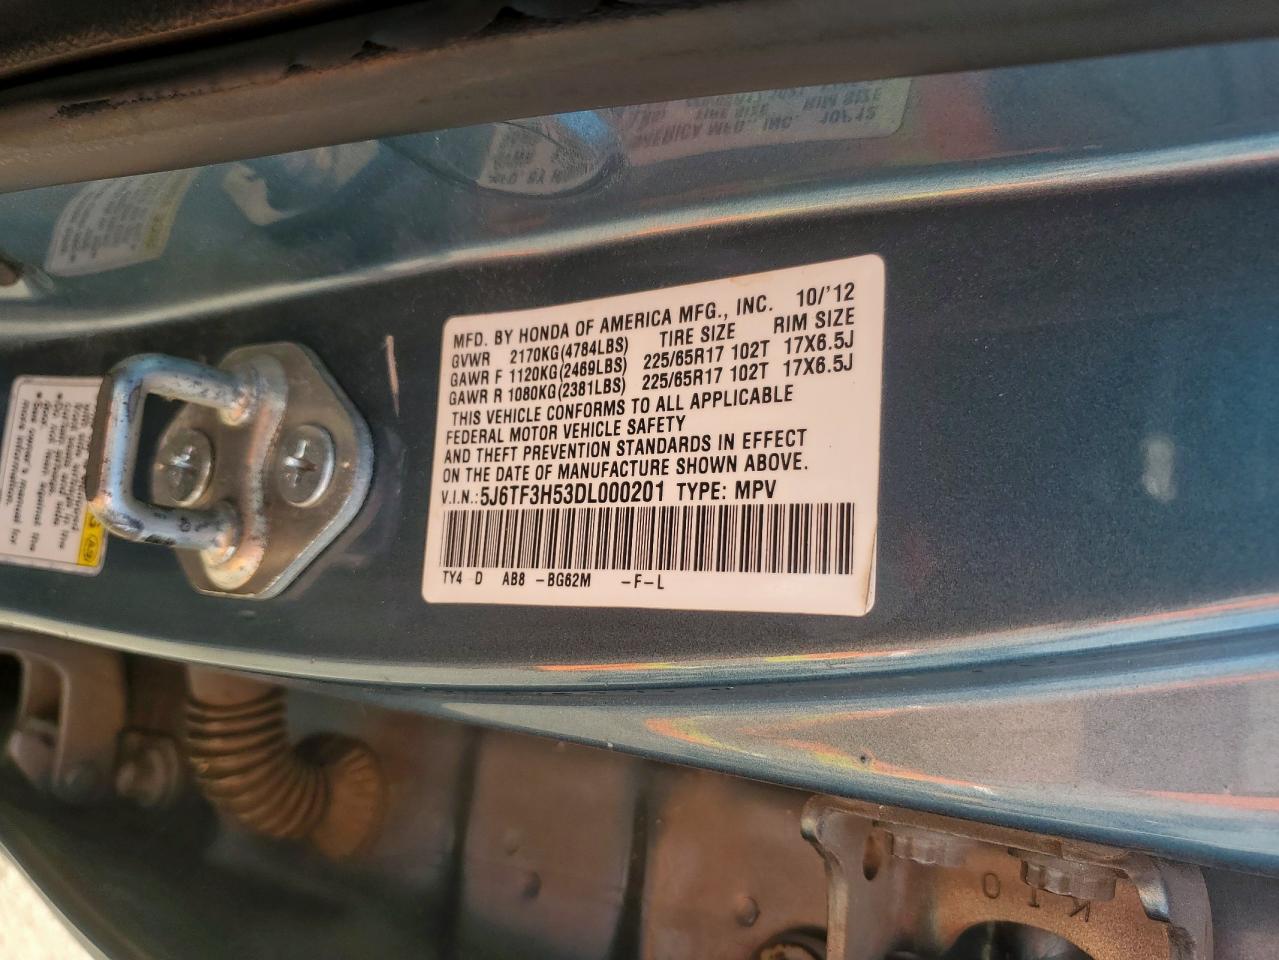 MFD. BY HONDA OF AMERICA MFG., INC. 10/'12
GVWR 2170KG(4784LBS) TIRE SIZE RIM SIZE
GAWR F 1120KG(2469LBS) 225/65R17 102T 17X6.5J
GAWR R 1080KG(2381LBS) 225/65R17 102T 17X6.5J
THIS VEHICLE CONFORMS TO ALL APPLICABLE
FEDERAL MOTOR VEHICLE SAFETY
AND THEFT PREVENTION STANDARDS IN EFFECT
ON THE DATE OF MANUFACTURE SHOWN ABOVE.
V.I.N.:5J6TF3H53DL000201 TYPE: MPV
TY4 D AB8 -BG62M -F-L
KTO